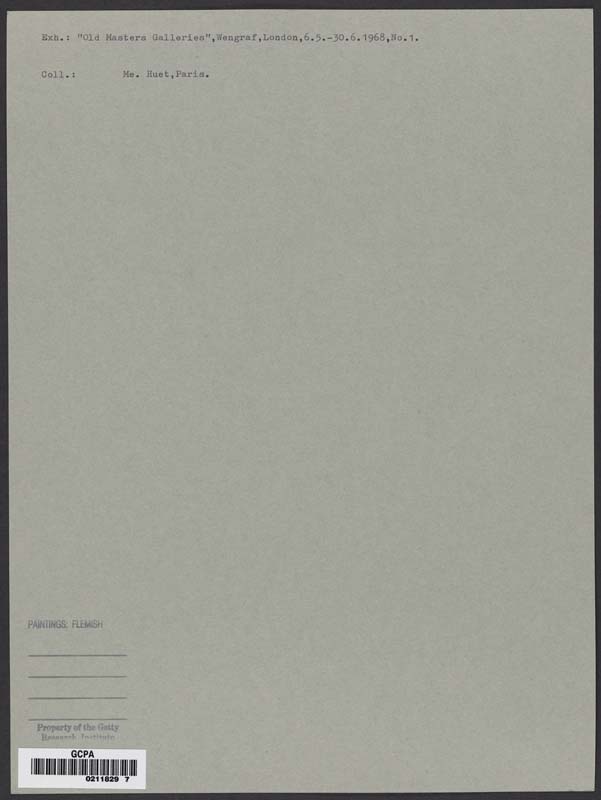 Exh.: "Old Masters Galleries",Wengraf,London,6.5.-30.6.1968,No.1.
Coll.: Me. Huet,Paris.
PAINTINGS: FLEMISH
Property of the Getty
Research Institute
GCPA
0211829 7